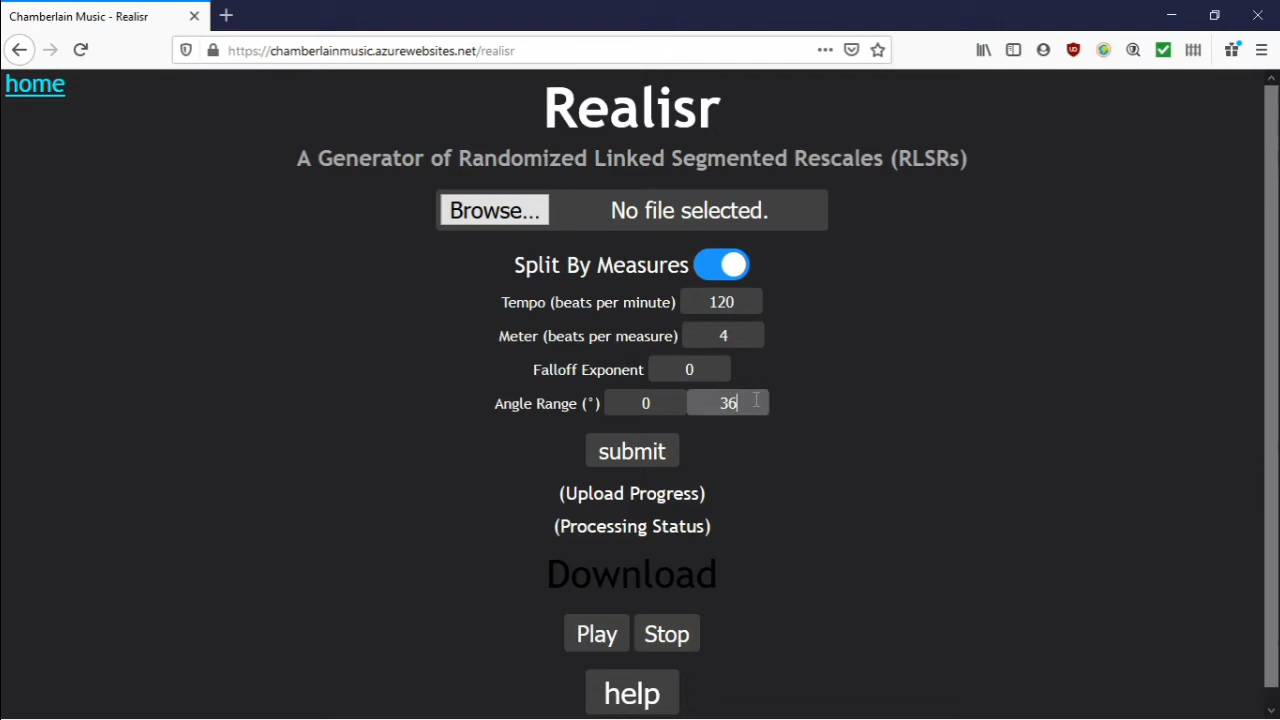 Chamberlain Music - Realisr
https://chamberlainmusic.azurewebsites.net/realisr
home
Realisr
A Generator of Randomized Linked Segmented Rescales (RLSRs)
Browse... No file selected.
Split By Measures
Tempo (beats per minute) 120
Meter (beats per measure) 4
Falloff Exponent 0
Angle Range (°) 0 36
submit
(Upload Progress)
(Processing Status)
Download
Play Stop
help